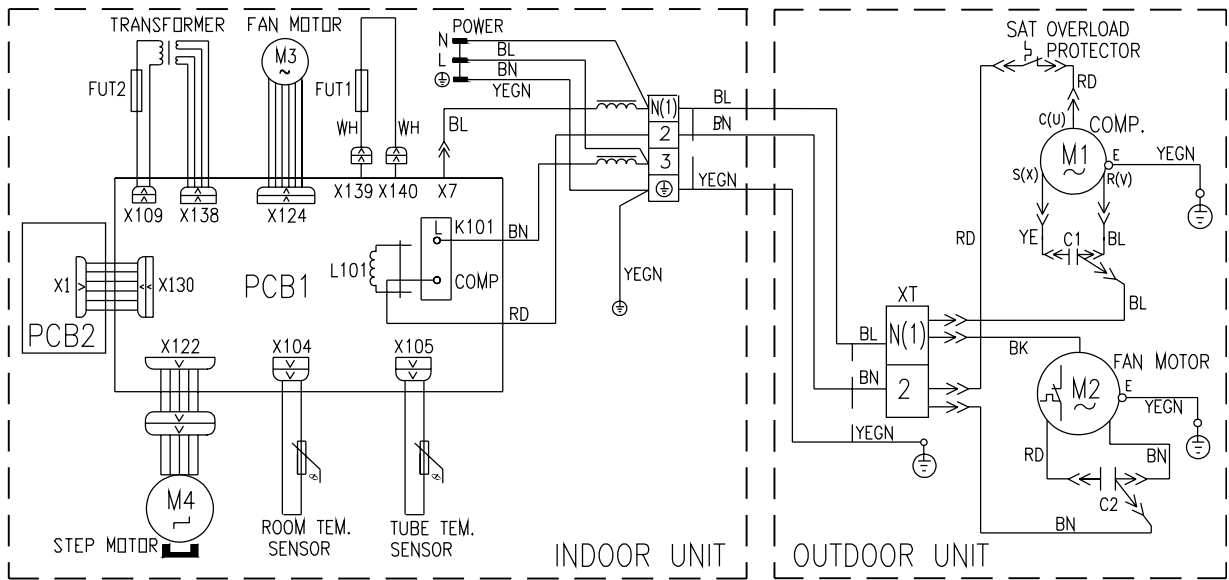 TRANSFORMER
FAN MOTOR
M3
~
FUT2
FUT1
WH
WH
BL
POWER
N
L
BL
BN
YEGN
X109
X138
X124
X139
X140
X7
N(1)
2
3
BL
BN
YEGN
YEGN
X1
X130
PCB2
PCB1
L101
L
K101
COMP
BN
RD
X122
X104
X105
M4
STEP MOTOR
ROOM TEM.
SENSOR
TUBE TEM.
SENSOR
INDOOR UNIT
SAT OVERLOAD
PROTECTOR
RD
C(U)
COMP.
M1
~
E
YEGN
S(X)
R(V)
YE
C1
BL
BL
RD
XT
N(1)
2
BL
BN
YEGN
BK
FAN MOTOR
M2
~
E
YEGN
RD
BN
C2
BN
OUTDOOR UNIT